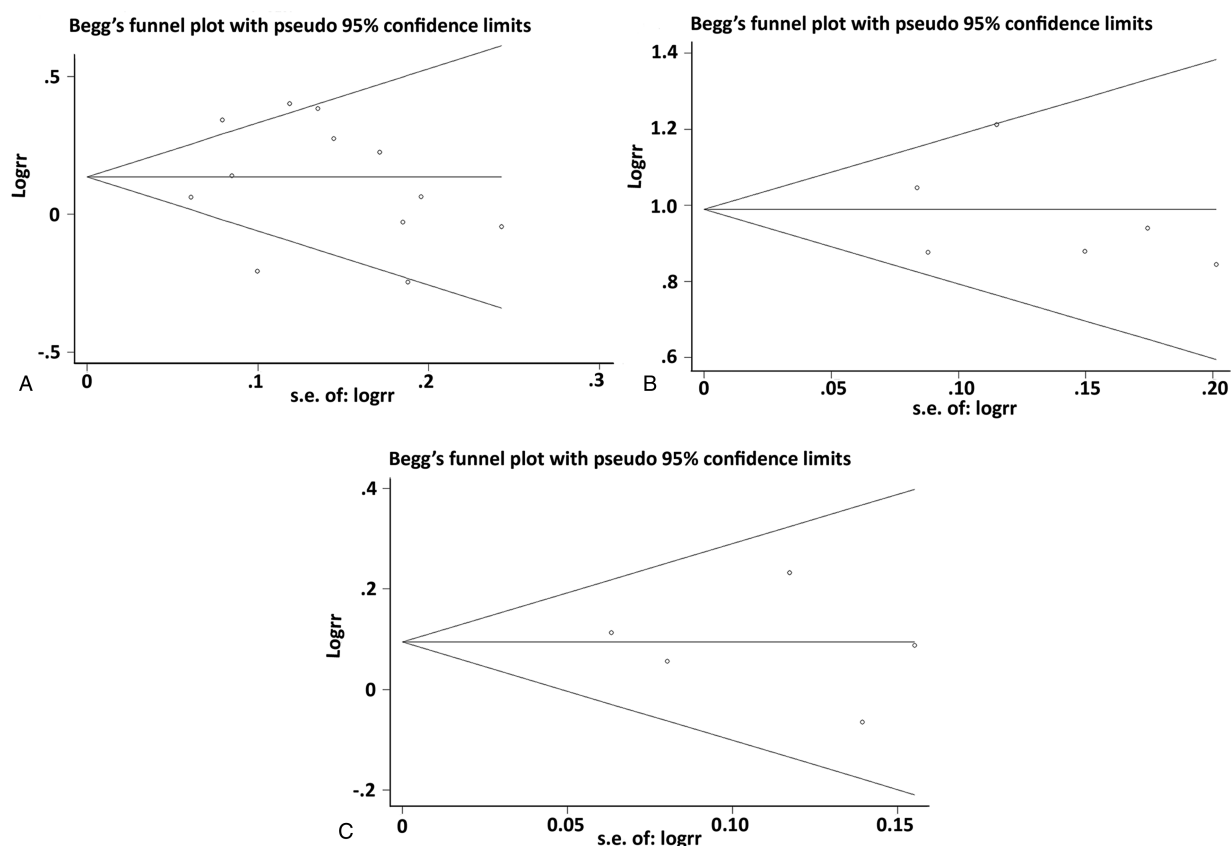 Begg's funnel plot with pseudo 95% confidence limits
.5
0
-.5
Logrr
0 .1 .2 .3
s.e. of: logrr
A
Begg's funnel plot with pseudo 95% confidence limits
1.4
1.2
1.0
.8
.6
Logrr
0 .05 .10 .15 .20
s.e. of: logrr
B
Begg's funnel plot with pseudo 95% confidence limits
.4
.2
0
-.2
Logrr
0 0.05 0.10 0.15
s.e. of: logrr
C